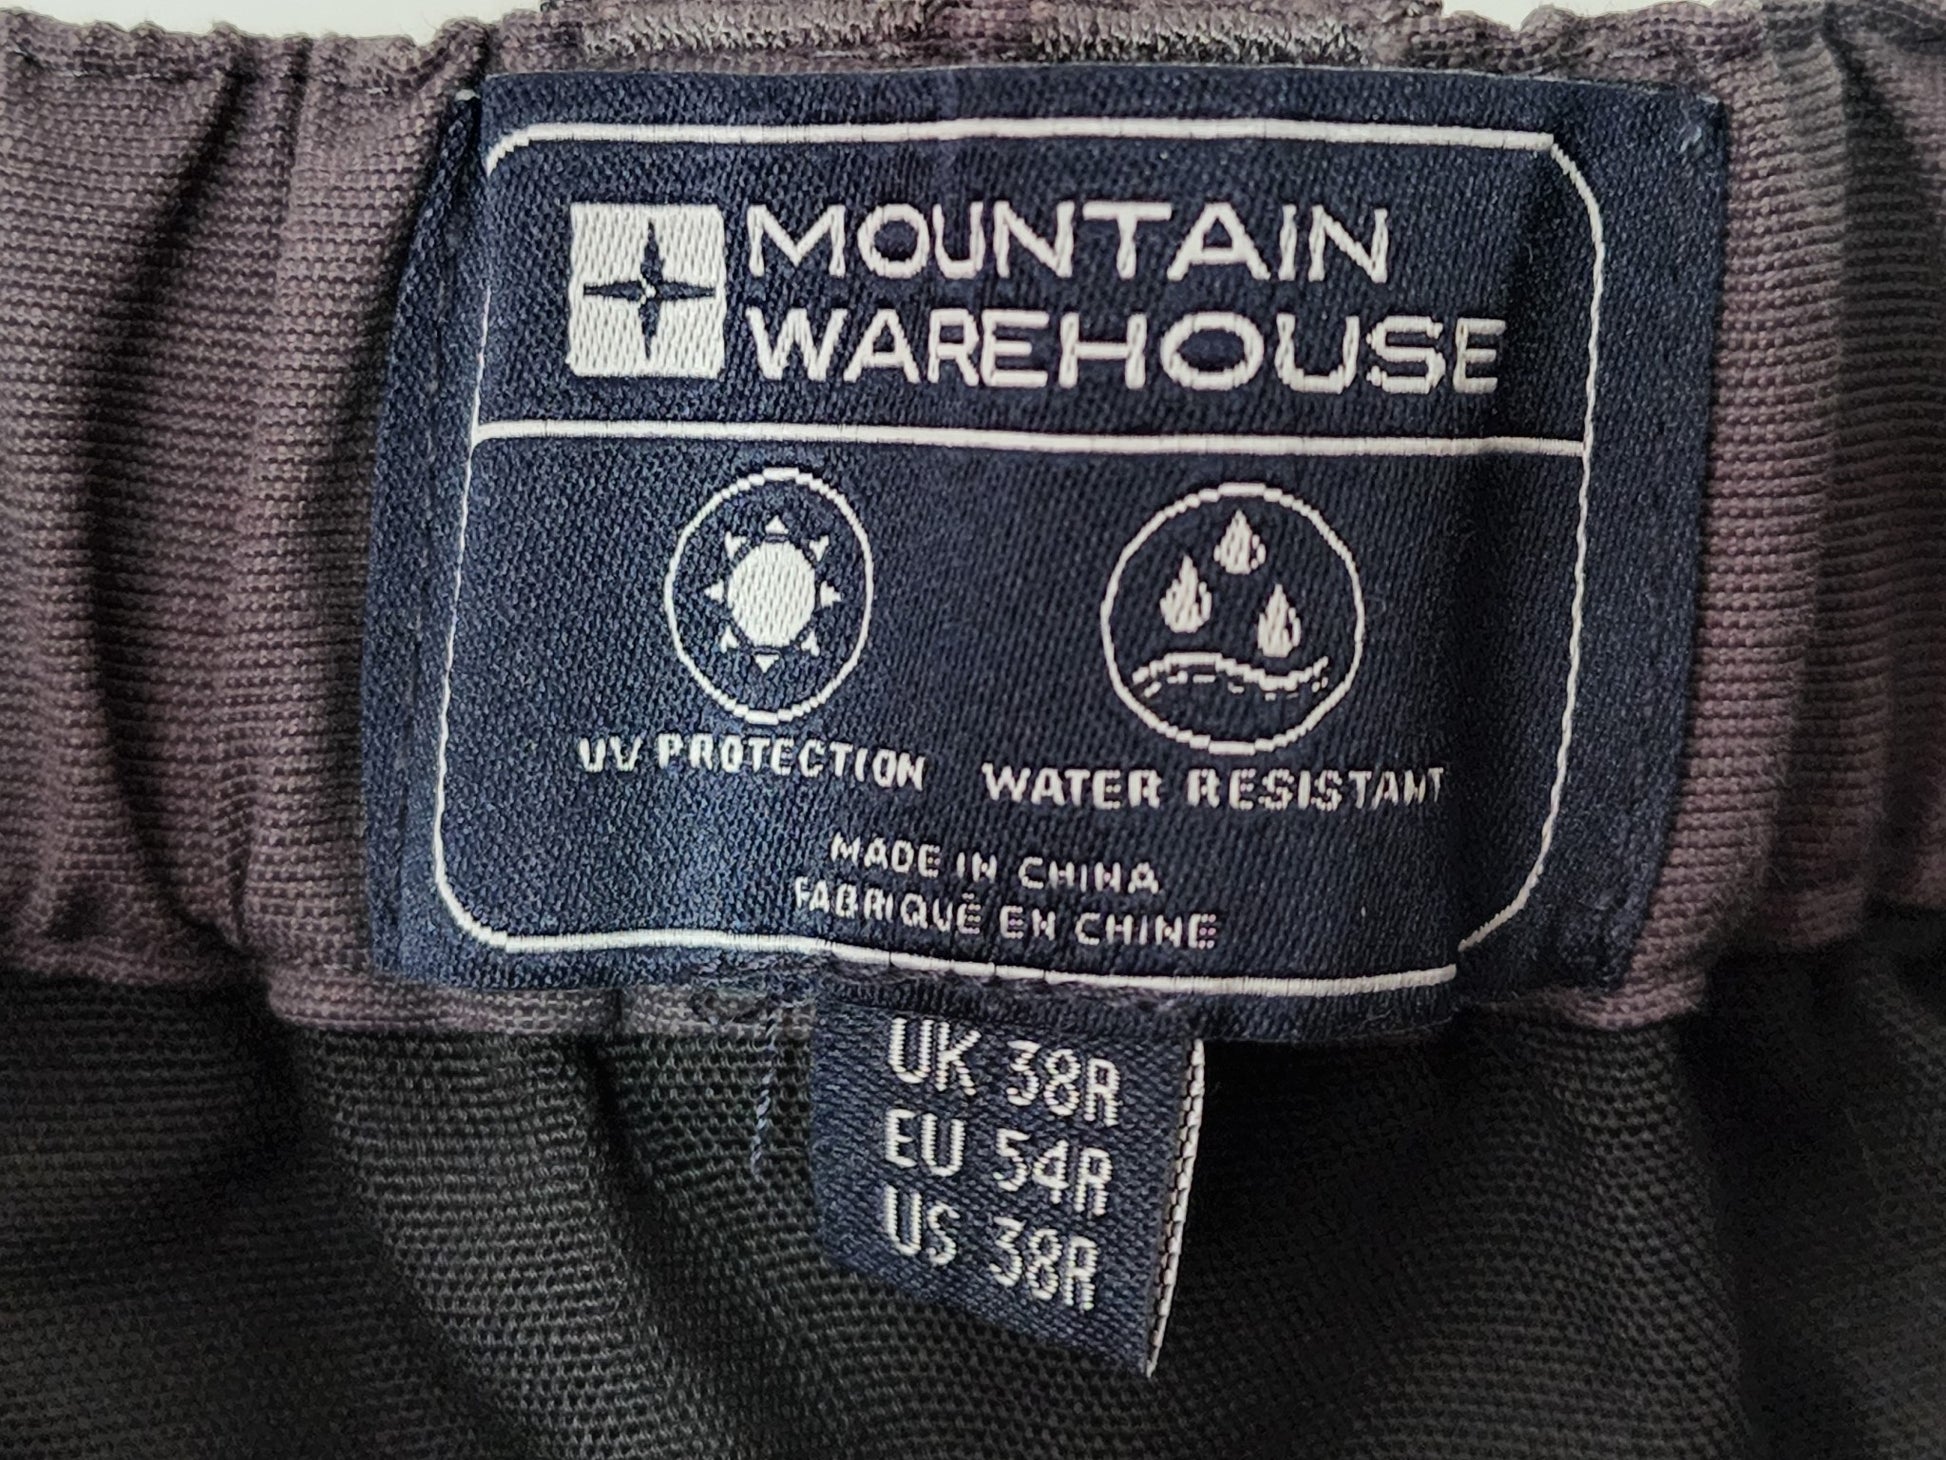 MOUNTAIN
WAREHOUSE
UV PROTECTION WATER RESISTANT
MADE IN CHINA
FABRIQUÉ EN CHINE
UK 38R
EU 54R
US 38R